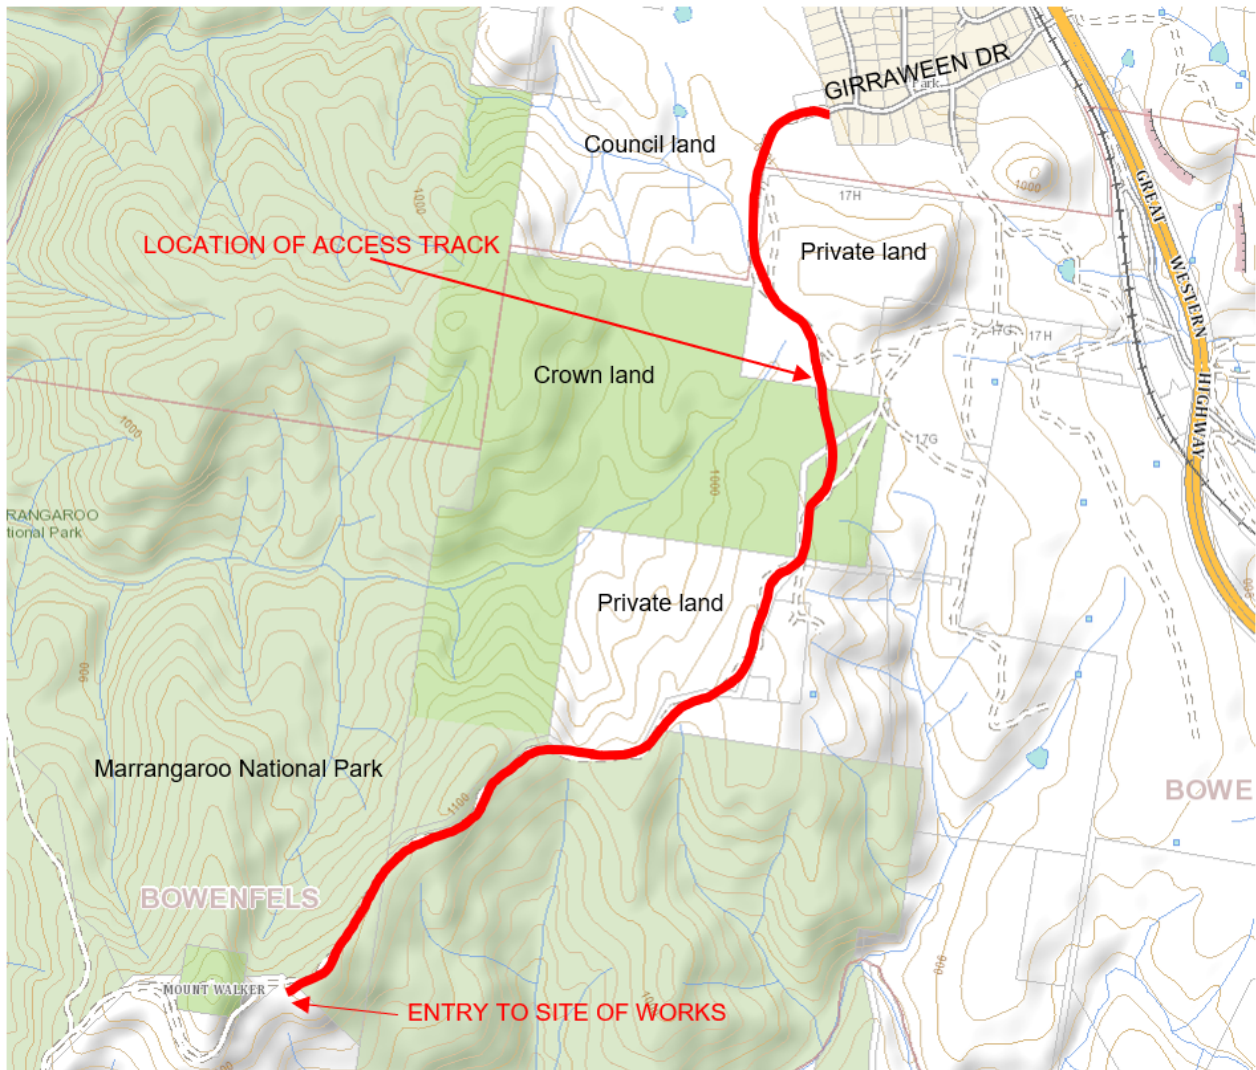 GIRRAWEEN DR
Park
Council land
1000
1000
17H
GREAT WESTERN HIGHWAY
LOCATION OF ACCESS TRACK
Private land
17G
17H
Crown land
1000
17G
1000
RANGAROO
tional Park
900
Private land
900
Marrangaroo National Park
BOWE
1100
BOWENFELS
900
MOUNT WALKER
ENTRY TO SITE OF WORKS